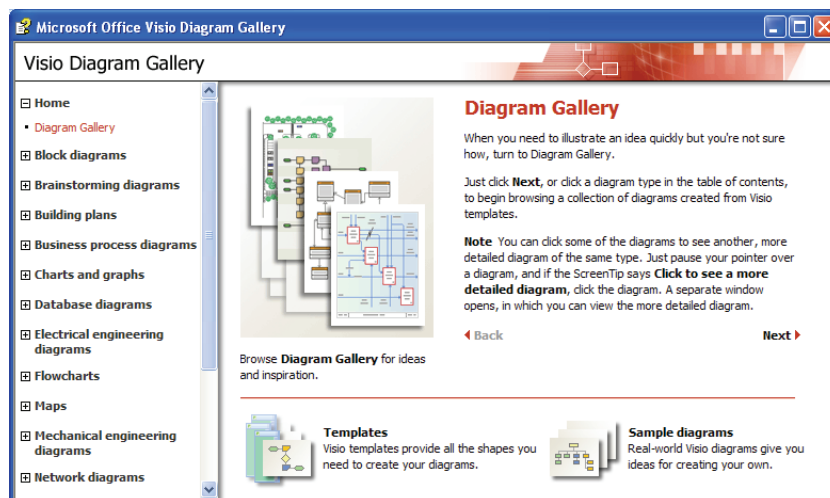 Microsoft Office Visio Diagram Gallery
Visio Diagram Gallery
Home
Diagram Gallery
Block diagrams
Brainstorming diagrams
Building plans
Business process diagrams
Charts and graphs
Database diagrams
Electrical engineering
diagrams
Flowcharts
Maps
Mechanical engineering
diagrams
Network diagrams
Browse Diagram Gallery for ideas
and inspiration.
Diagram Gallery
When you need to illustrate an idea quickly but you're not sure
how, turn to Diagram Gallery.
Just click Next, or click a diagram type in the table of contents,
to begin browsing a collection of diagrams created from Visio
templates.
Note You can click some of the diagrams to see another, more
detailed diagram of the same type. Just pause your pointer over
a diagram, and if the ScreenTip says Click to see a more
detailed diagram, click the diagram. A separate window
opens, in which you can view the more detailed diagram.
Back
Next
Templates
Visio templates provide all the shapes you
need to create your diagrams.
Sample diagrams
Real-world Visio diagrams give you
ideas for creating your own.